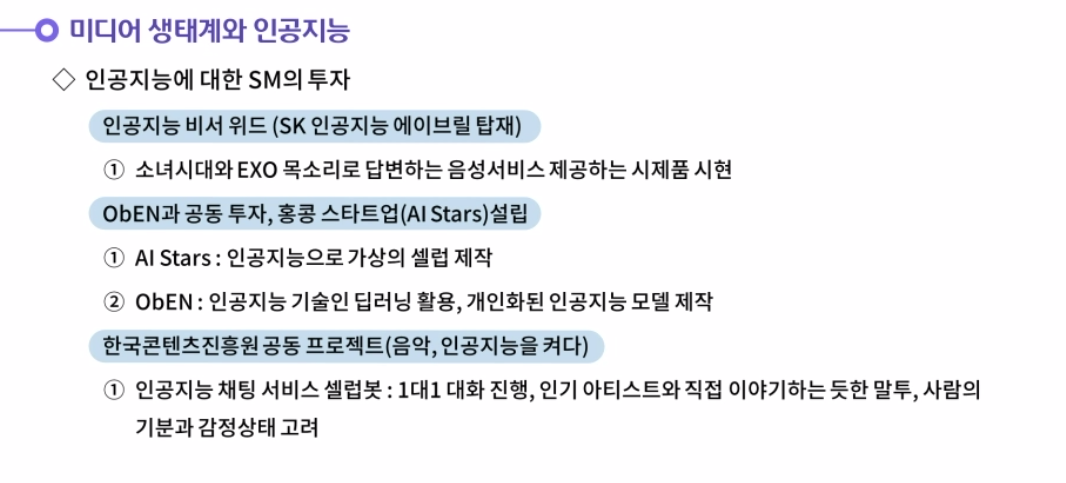 미디어 생태계와 인공지능
◇ 인공지능에 대한 SM의 투자
인공지능 비서 위드 (SK 인공지능 에이브릴 탑재)
① 소녀시대와 EXO 목소리로 답변하는 음성서비스 제공하는 시제품 시현
ObEN과 공동 투자, 홍콩 스타트업(AI Stars)설립
① AI Stars : 인공지능으로 가상의 셀럽 제작
② ObEN : 인공지능 기술인 딥러닝 활용, 개인화된 인공지능 모델 제작
한국콘텐츠진흥원 공동 프로젝트(음악, 인공지능을 켜다)
① 인공지능 채팅 서비스 셀럽봇 : 1대1 대화 진행, 인기 아티스트와 직접 이야기하는 듯한 말투, 사람의
기분과 감정상태 고려